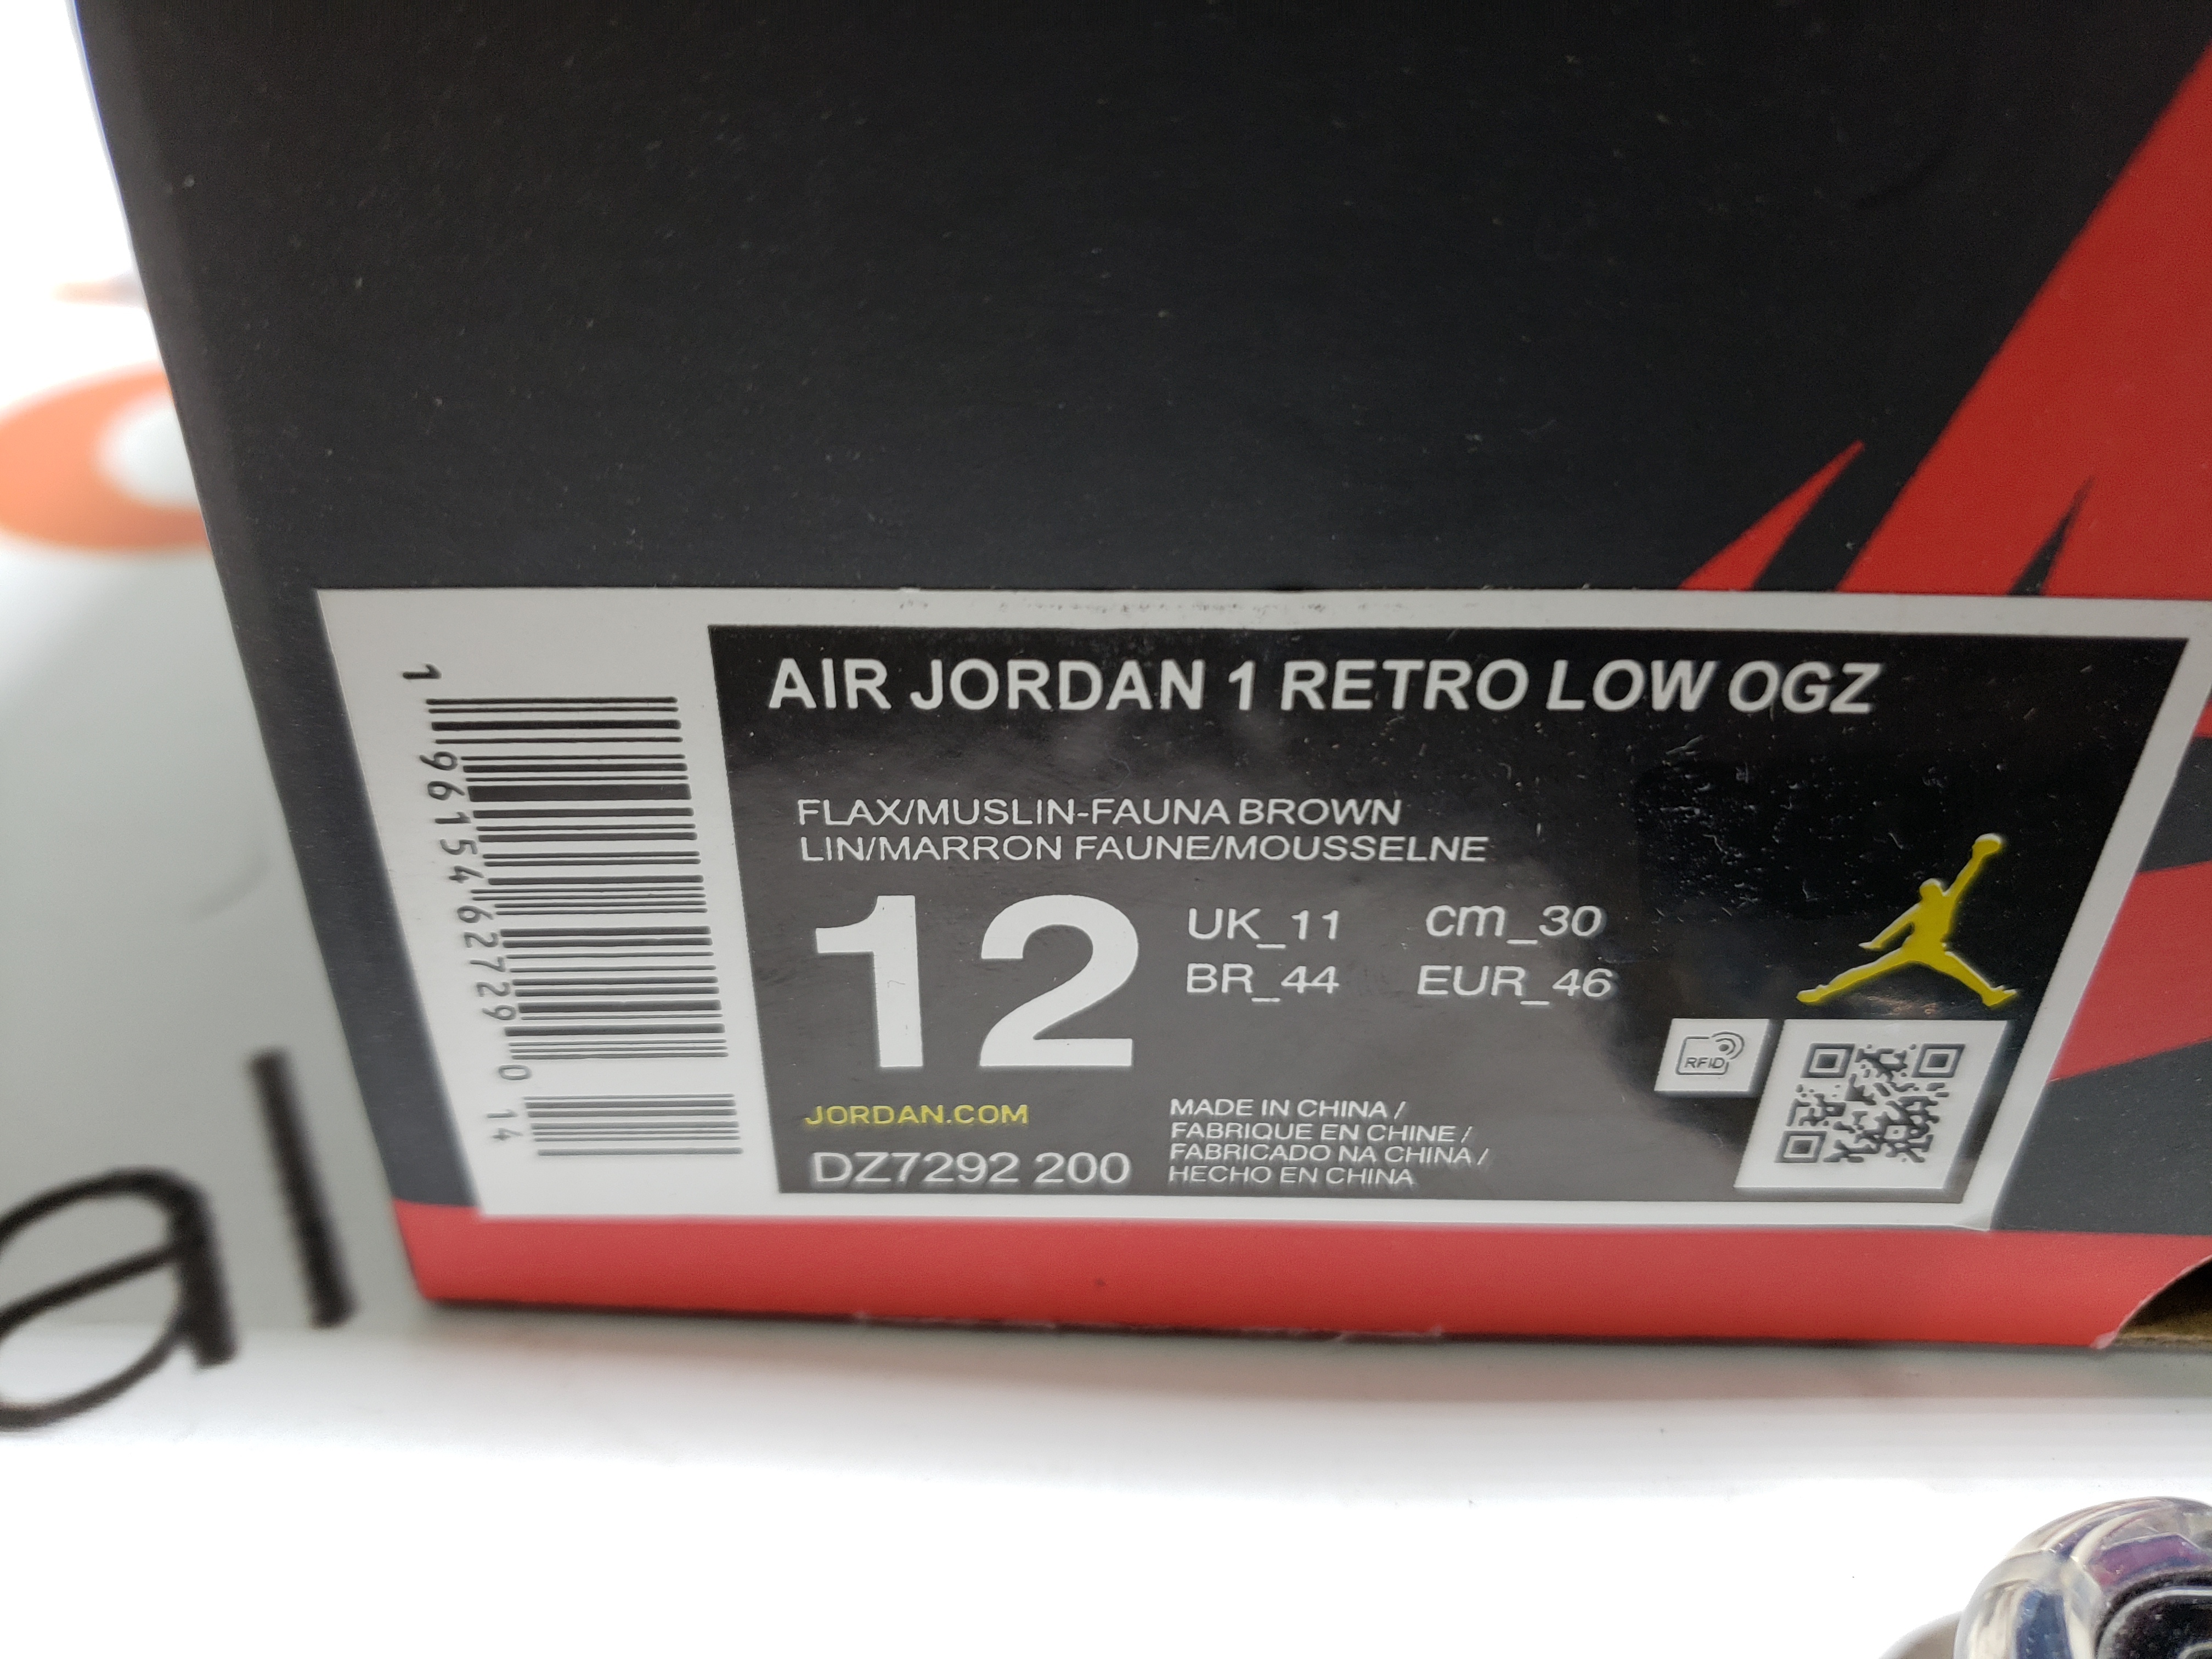 AIR JORDAN 1 RETRO LOW OGZ
FLAX/MUSLIN-FAUNA BROWN
LIN/MARRON FAUNE/MOUSSELNE
12
UK_11 cm_30
BR_44 EUR_46
RFID
JORDAN.COM
DZ7292 200
MADE IN CHINA /
FABRIQUE EN CHINE /
FABRICADO NA CHINA /
HECHO EN CHINA
1 96154 62729 0 14
al